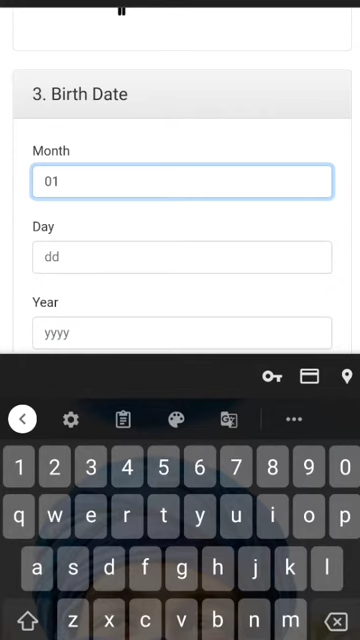 3. Birth Date
Month
01
Day
dd
Year
yyyy
1 2 3 4 5 6 7 8 9 0
q w e r t y u i o p
a s d f g h j k l
z x c v b n m